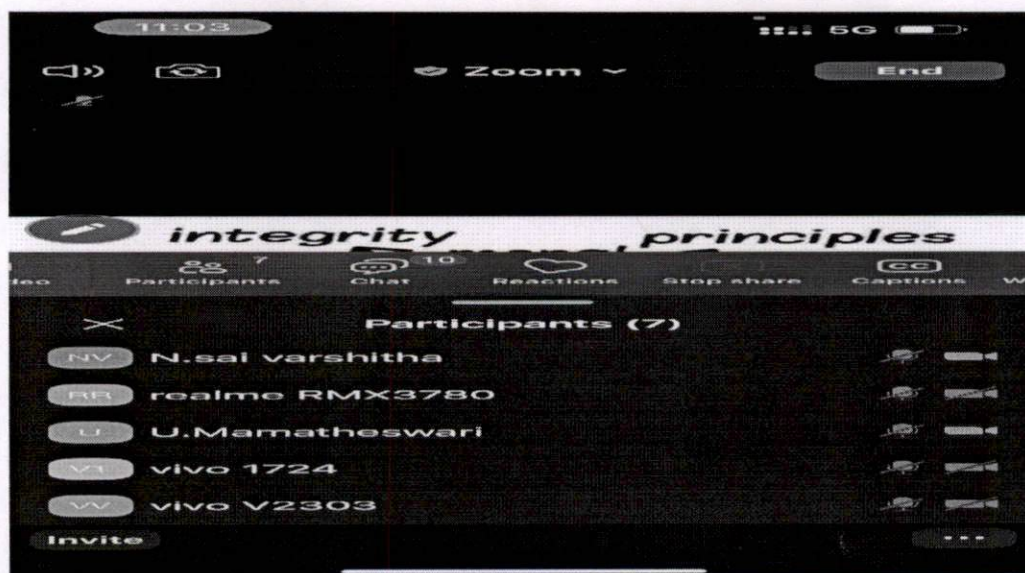 11:03 5G
Zoom End
integrity principles
7 10
Participants Chat Reactions Stop share Captions
Participants (7)
NV N.sai varshitha
RR realme RMX3780
U U.Mamatheswari
V1 vivo 1724
VV vivo V2303
Invite